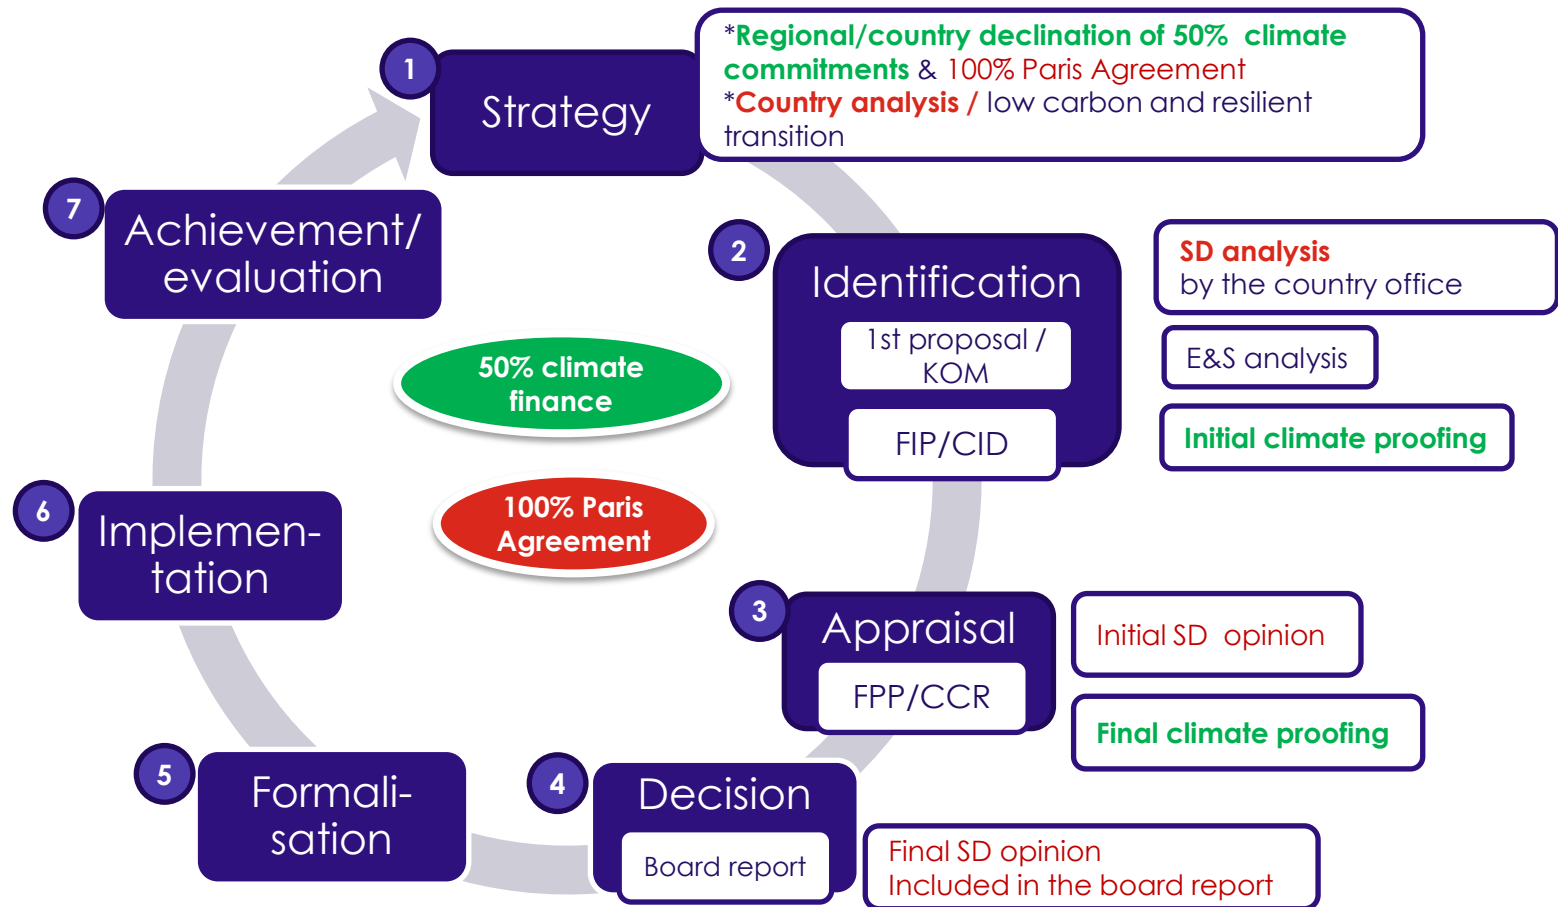 1
Strategy
*Regional/country declination of 50% climate
commitments & 100% Paris Agreement
*Country analysis / low carbon and resilient
transition
2
Identification
1st proposal /
KOM
FIP/CID
SD analysis
by the country office
E&S analysis
Initial climate proofing
3
Appraisal
FPP/CCR
Initial SD opinion
Final climate proofing
4
Decision
Board report
Final SD opinion
Included in the board report
5
Formali-
sation
6
Implemen-
tation
7
Achievement/
evaluation
50% climate
finance
100% Paris
Agreement